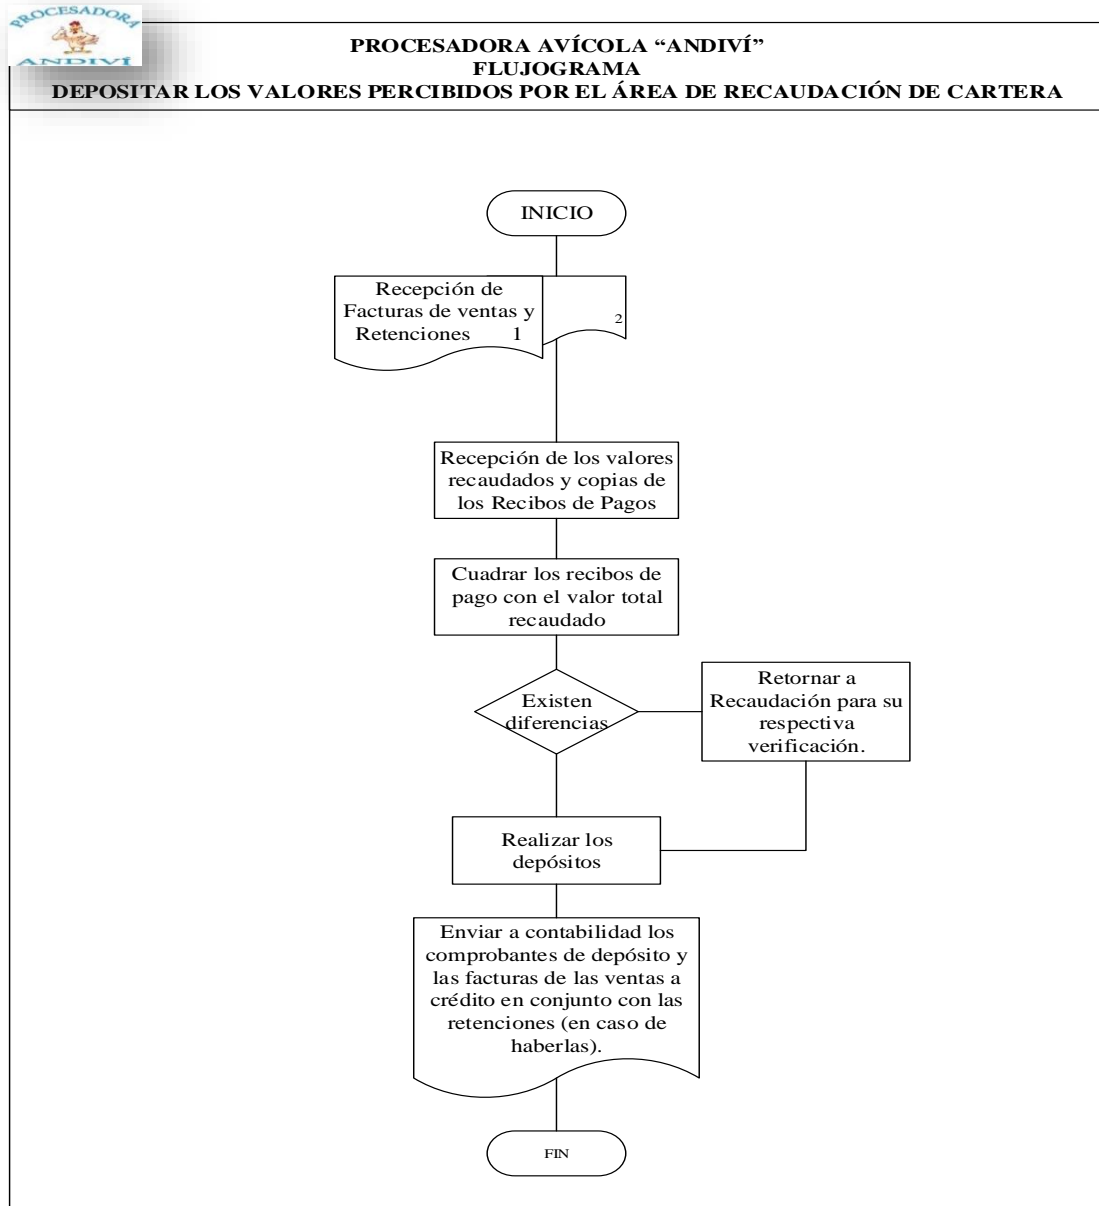 PROCESADORA
ANDIVÍ
PROCESADORA AVÍCOLA “ANDIVÍ”
FLUJOGRAMA
DEPOSITAR LOS VALORES PERCIBIDOS POR EL ÁREA DE RECAUDACIÓN DE CARTERA
INICIO
Recepción de
Facturas de ventas y
Retenciones 1
2
Recepción de los valores
recaudados y copias de
los Recibos de Pagos
Cuadrar los recibos de
pago con el valor total
recaudado
Existen
diferencias
Retornar a
Recaudación para su
respectiva
verificación.
Realizar los
depósitos
Enviar a contabilidad los
comprobantes de depósito y
las facturas de las ventas a
crédito en conjunto con las
retenciones (en caso de
haberlas).
FIN